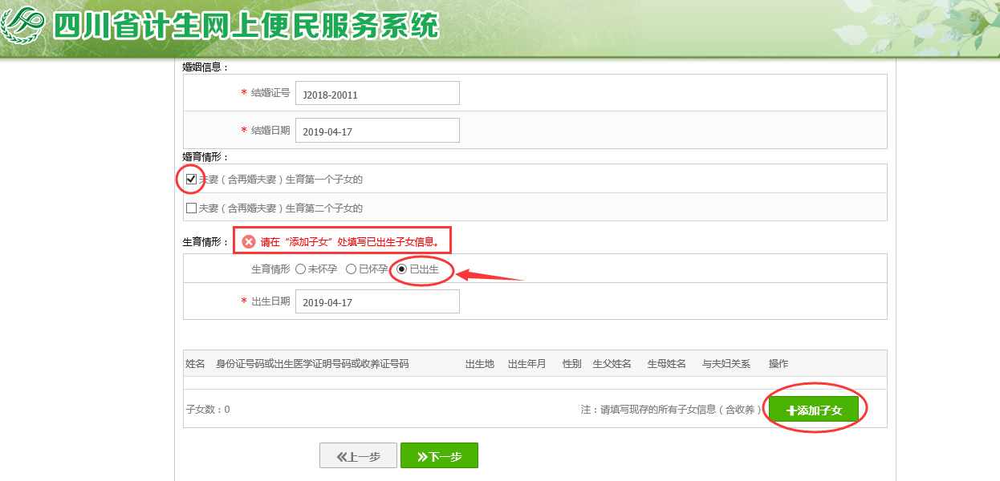 四川省计生网上便民服务系统
婚姻信息：
* 结婚证号 J2018-20011
* 结婚日期 2019-04-17
婚育情形：
夫妻（含再婚夫妻）生育第一个子女的
夫妻（含再婚夫妻）生育第二个子女的
生育情形： 请在“添加子女”处填写已出生子女信息。
生育情形 未怀孕 已怀孕 已出生
* 出生日期 2019-04-17
姓名 身份证号码或出生医学证明号码或收养证号码 出生地 出生年月 性别 生父姓名 生母姓名 与夫妇关系 操作
子女数：0 注：请填写现存的所有子女信息（含收养） 添加子女
上一步 下一步